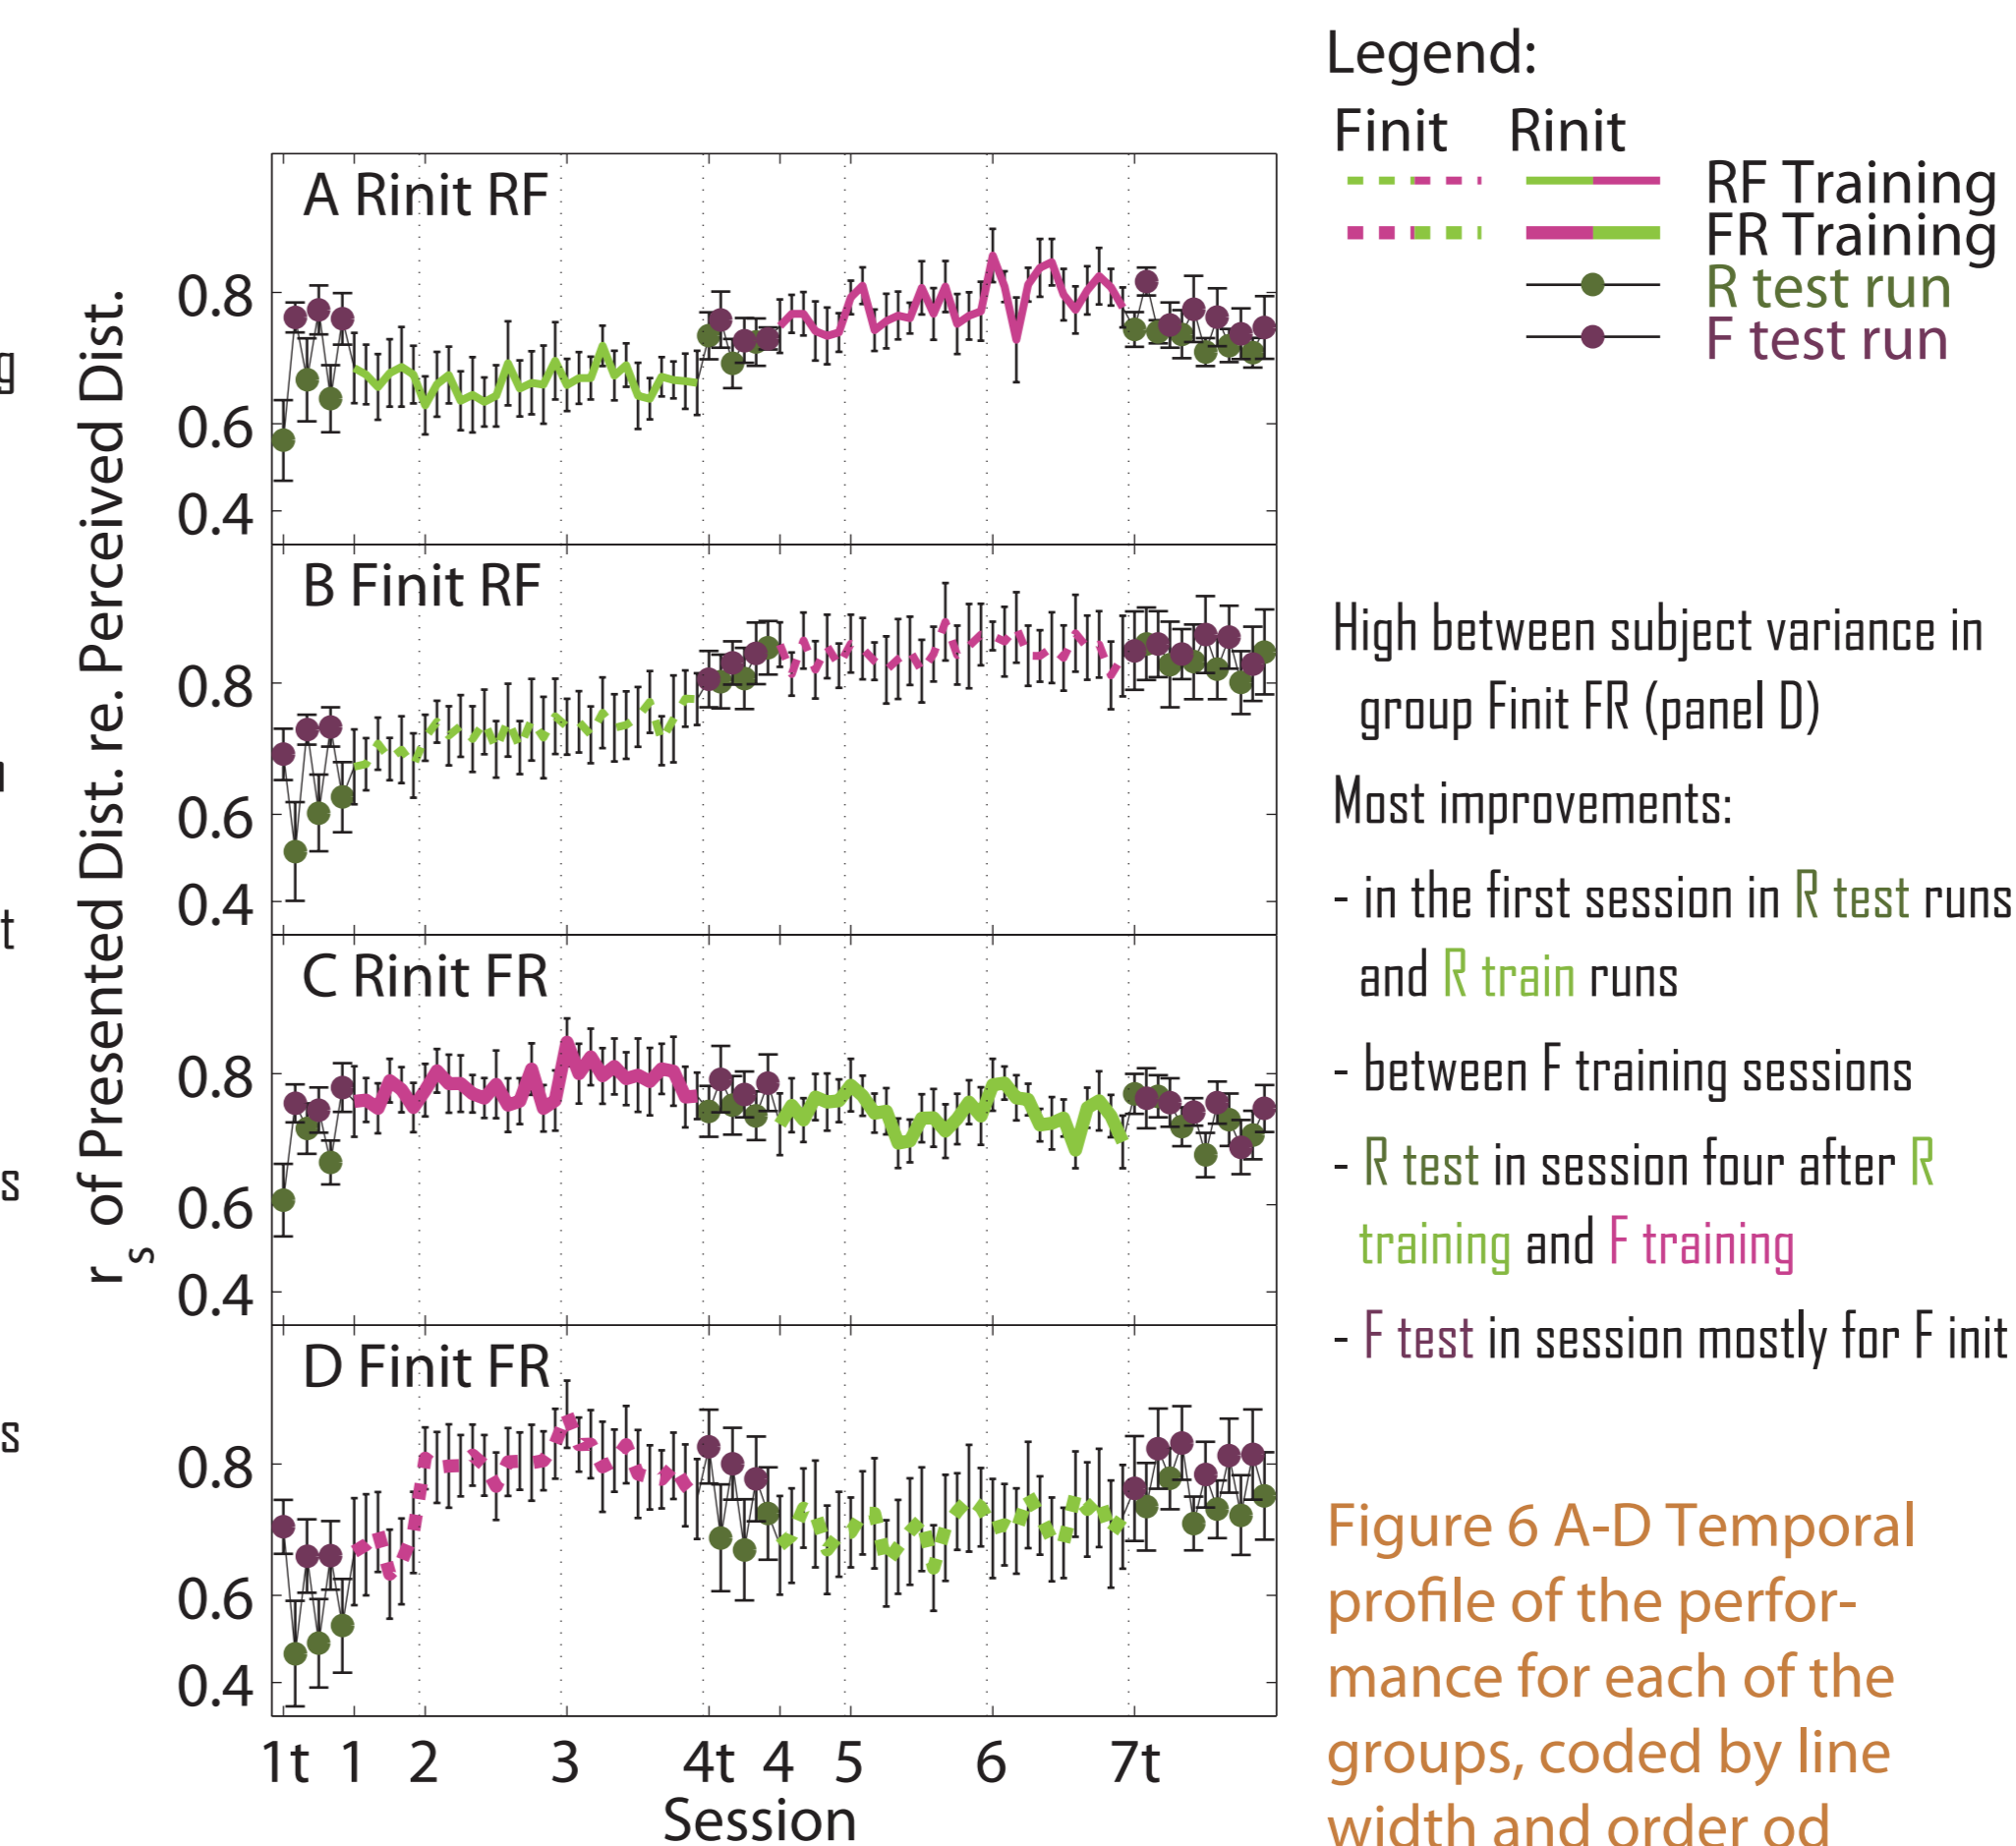 Legend:
Finit Rinit
RF Training
FR Training
R test run
F test run
g
t
s
s
r s of Presented Dist. re. Perceived Dist.
A Rinit RF
0.8
0.6
0.4
B Finit RF
0.8
0.6
0.4
C Rinit FR
0.8
0.6
0.4
D Finit FR
0.8
0.6
0.4
1t 1 2 3 4t 4 5 6 7t
Session
High between subject variance in
group Finit FR (panel D)
Most improvements:
- in the first session in R test runs
and R train runs
- between F training sessions
- R test in session four after R
training and F training
- F test in session mostly for F init
Figure 6 A-D Temporal
profile of the perfor-
mance for each of the
groups, coded by line
width and order od